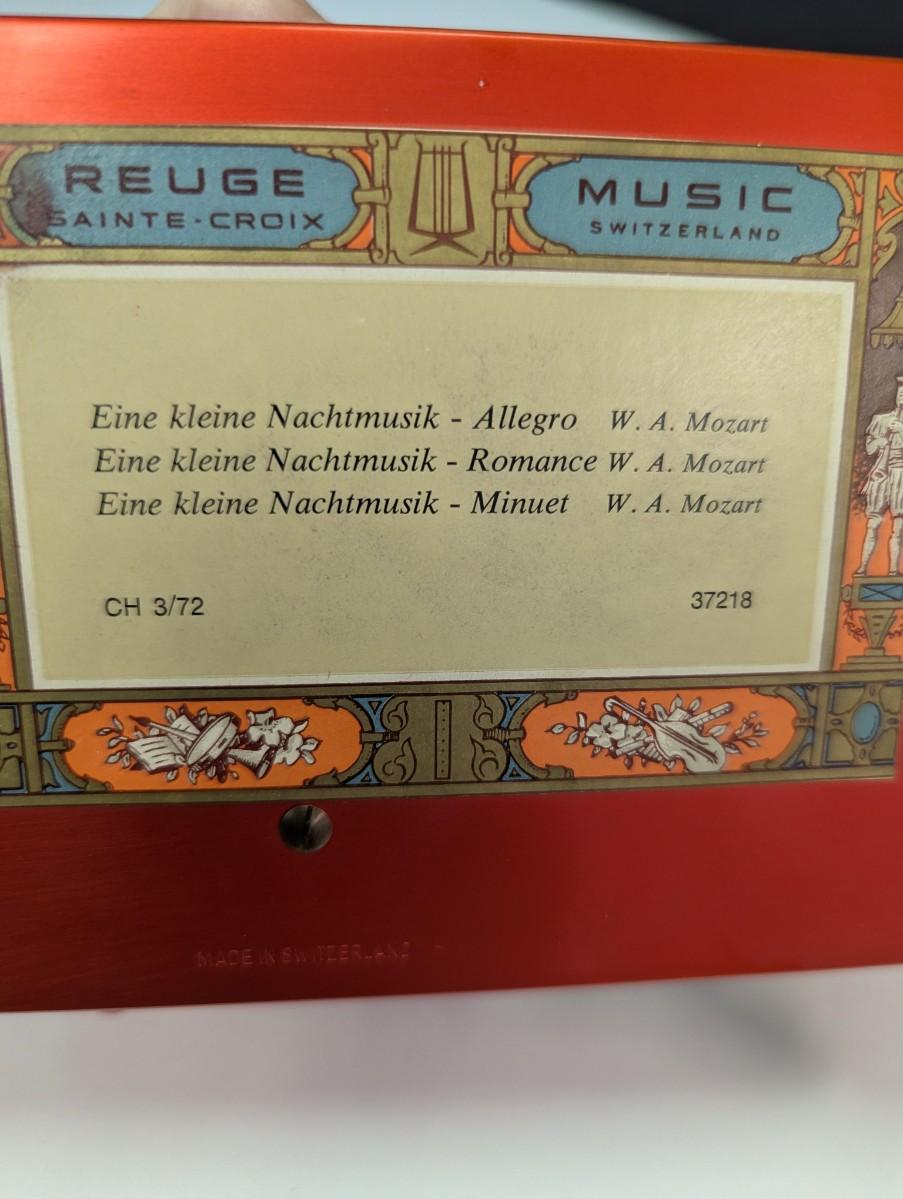 REUGE
SAINTE-CROIX
MUSIC
SWITZERLAND
Eine kleine Nachtmusik - Allegro W. A. Mozart
Eine kleine Nachtmusik - Romance W. A. Mozart
Eine kleine Nachtmusik - Minuet W. A. Mozart
CH 3/72 37218
MADE IN SWITZERLAND